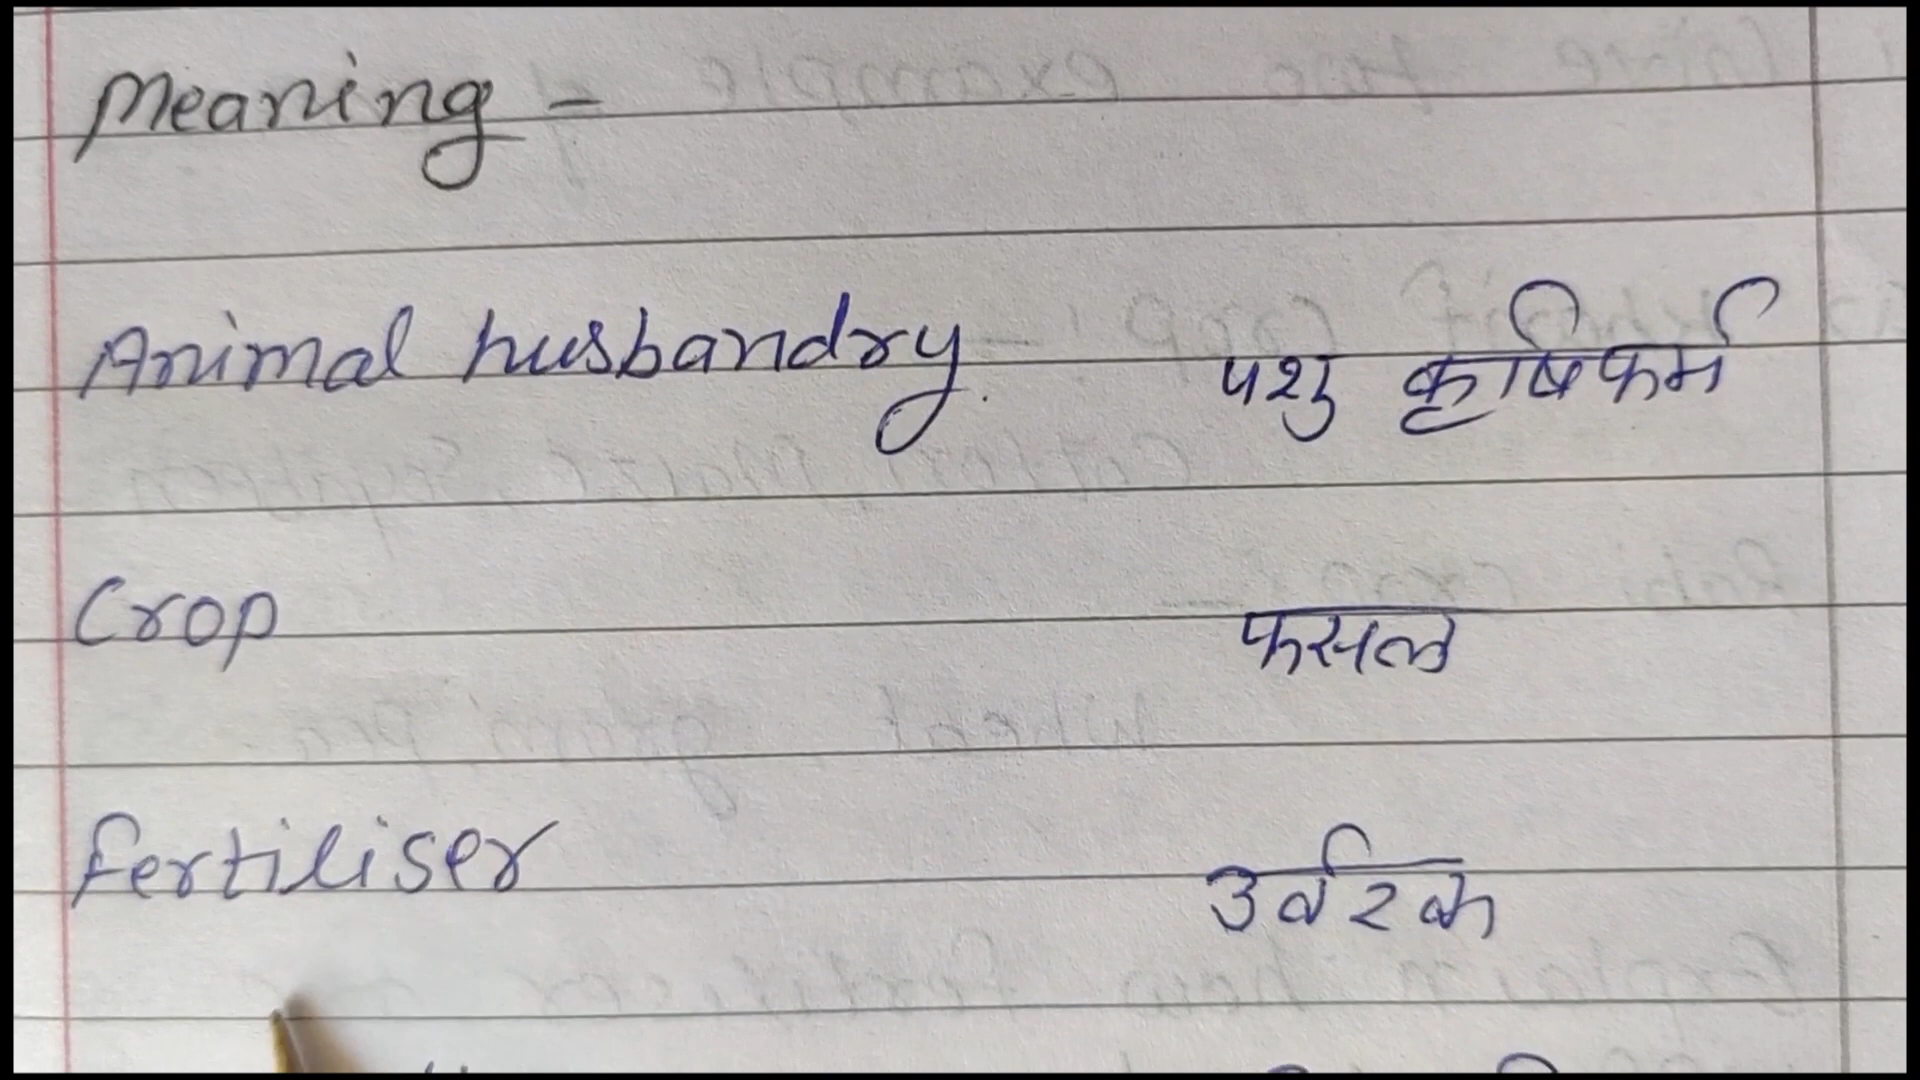 Meaning -
Animal husbandry. पशु कृषिकर्म
Crop फसल
Fertiliser उर्वरक